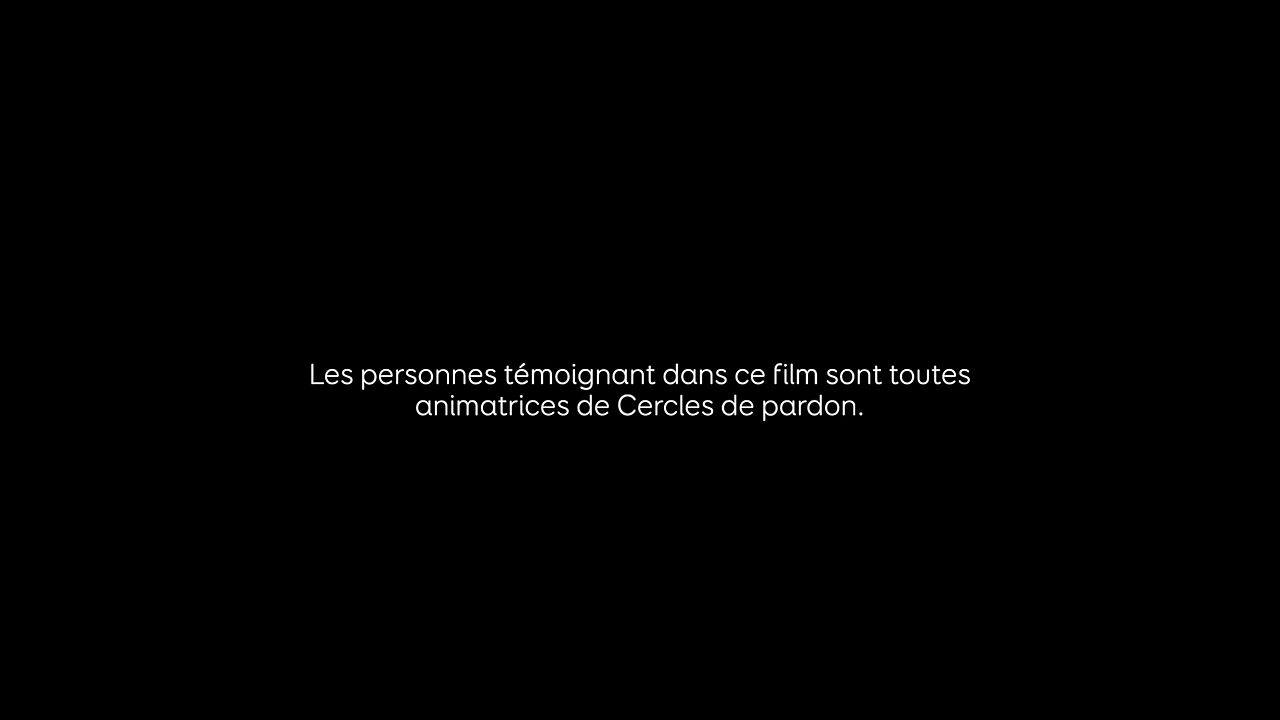 Les personnes témoignant dans ce film sont toutes
animatrices de Cercles de pardon.